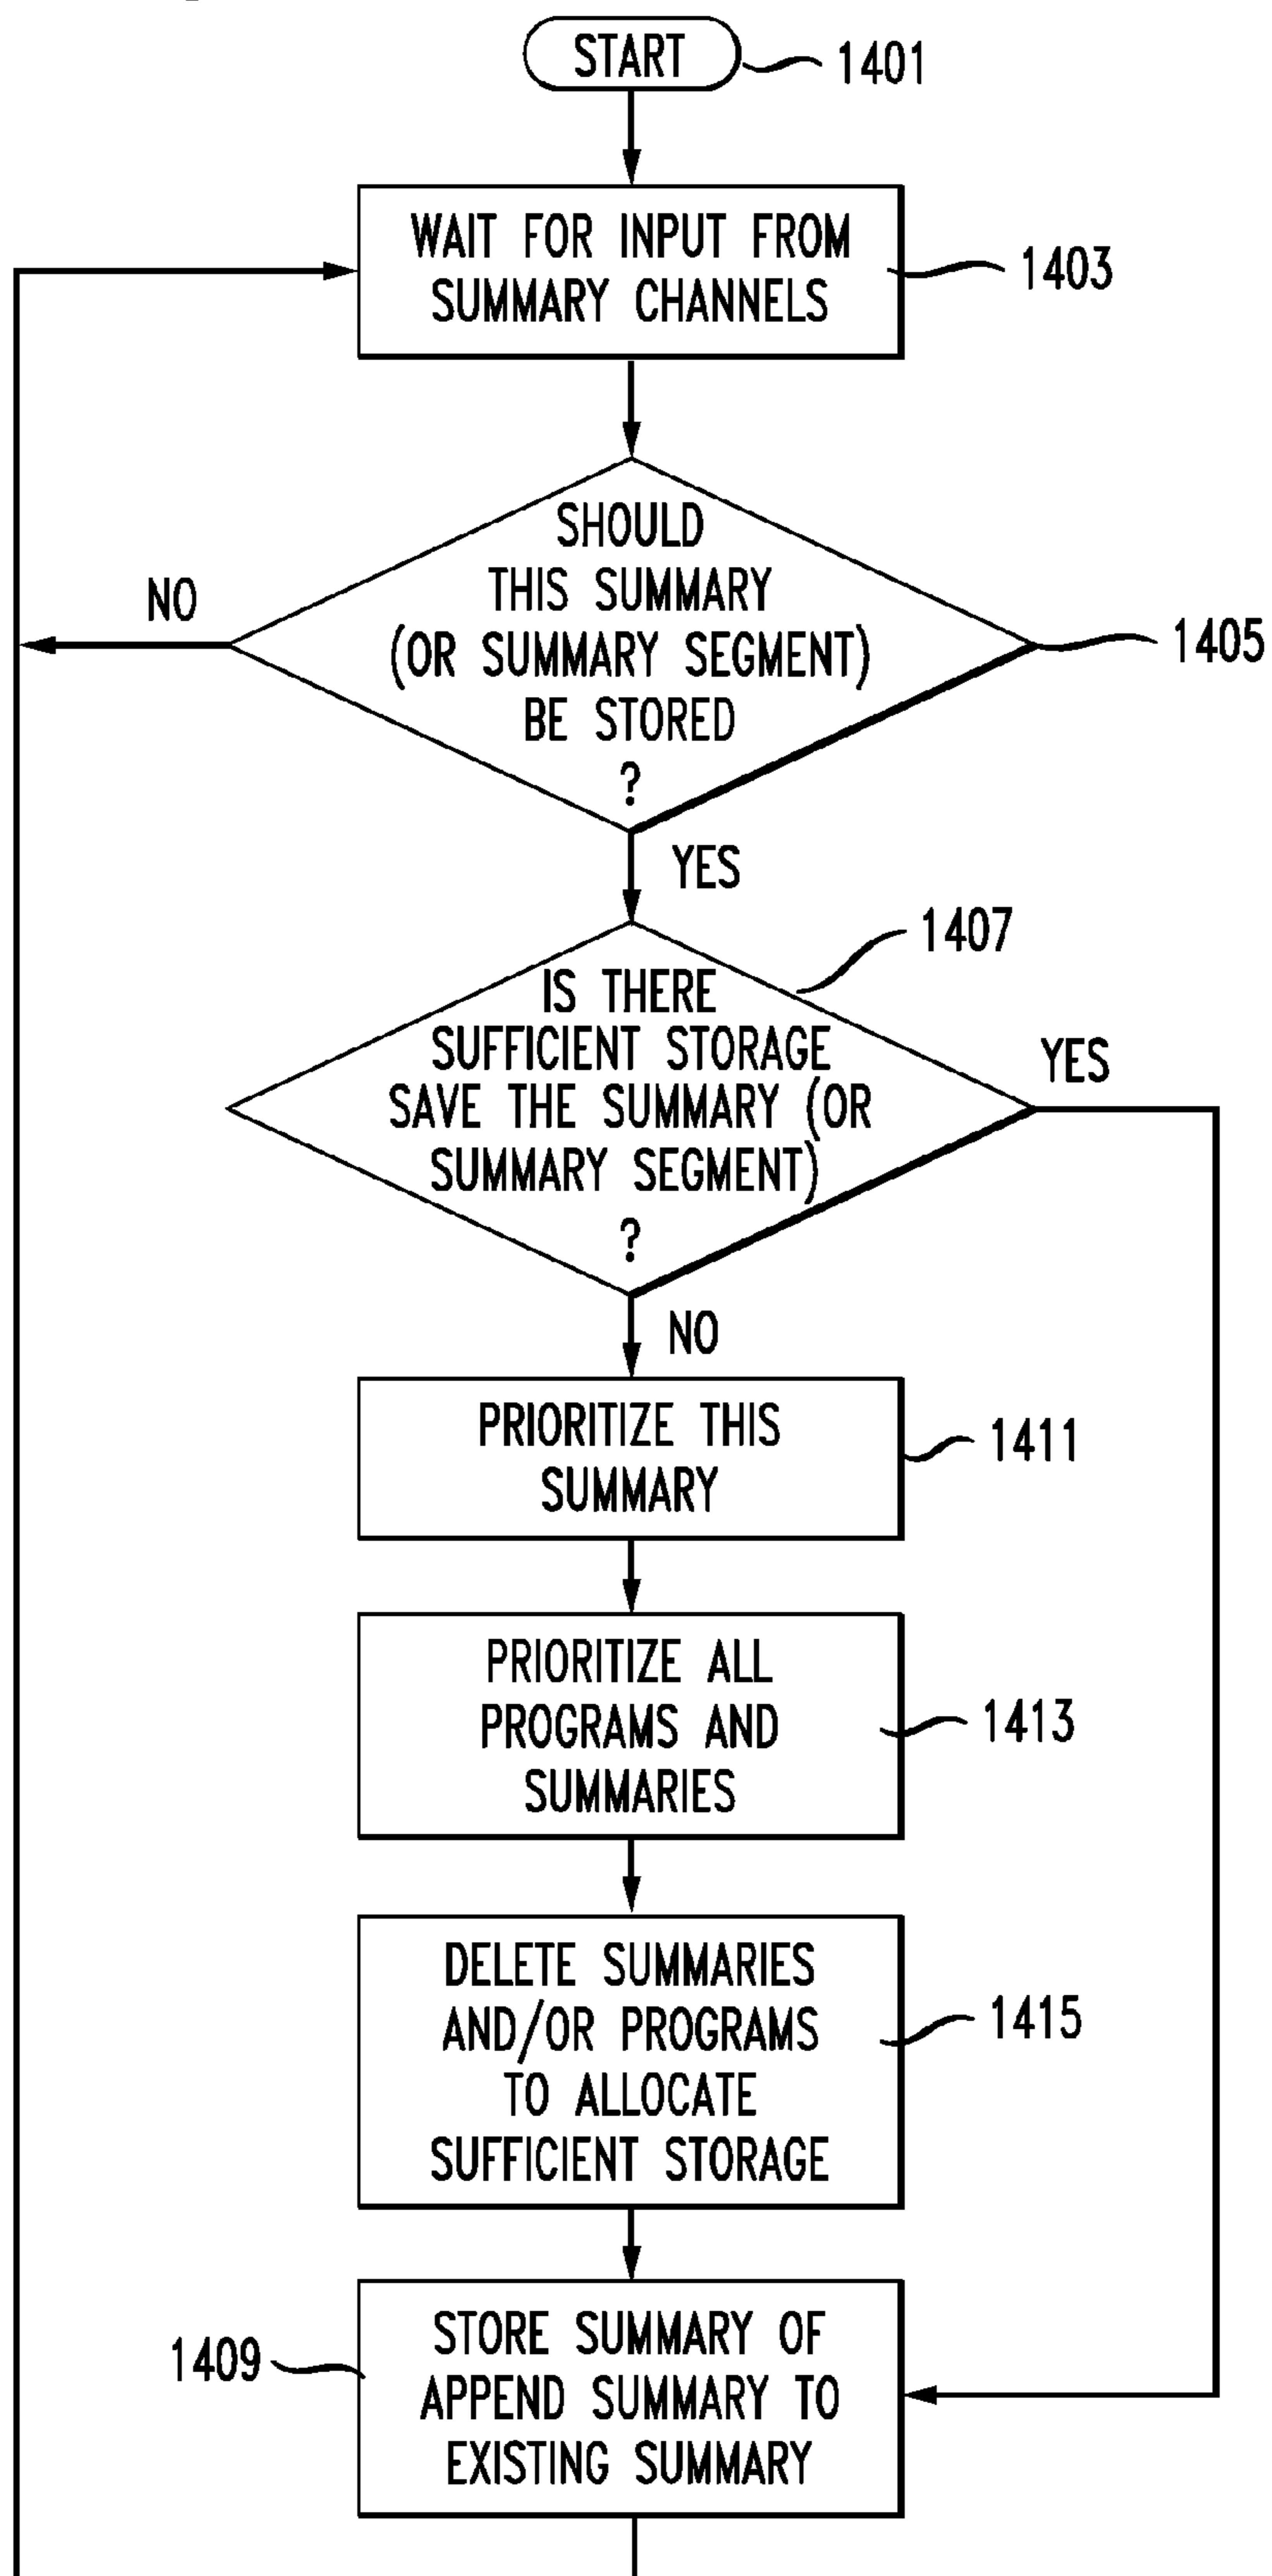 START
1401
WAIT FOR INPUT FROM
SUMMARY CHANNELS
1403
SHOULD
THIS SUMMARY
(OR SUMMARY SEGMENT)
BE STORED
?
NO
1405
YES
1407
IS THERE
SUFFICIENT STORAGE
SAVE THE SUMMARY (OR
SUMMARY SEGMENT)
?
YES
NO
PRIORITIZE THIS
SUMMARY
1411
PRIORITIZE ALL
PROGRAMS AND
SUMMARIES
1413
DELETE SUMMARIES
AND/OR PROGRAMS
TO ALLOCATE
SUFFICIENT STORAGE
1415
1409
STORE SUMMARY OF
APPEND SUMMARY TO
EXISTING SUMMARY